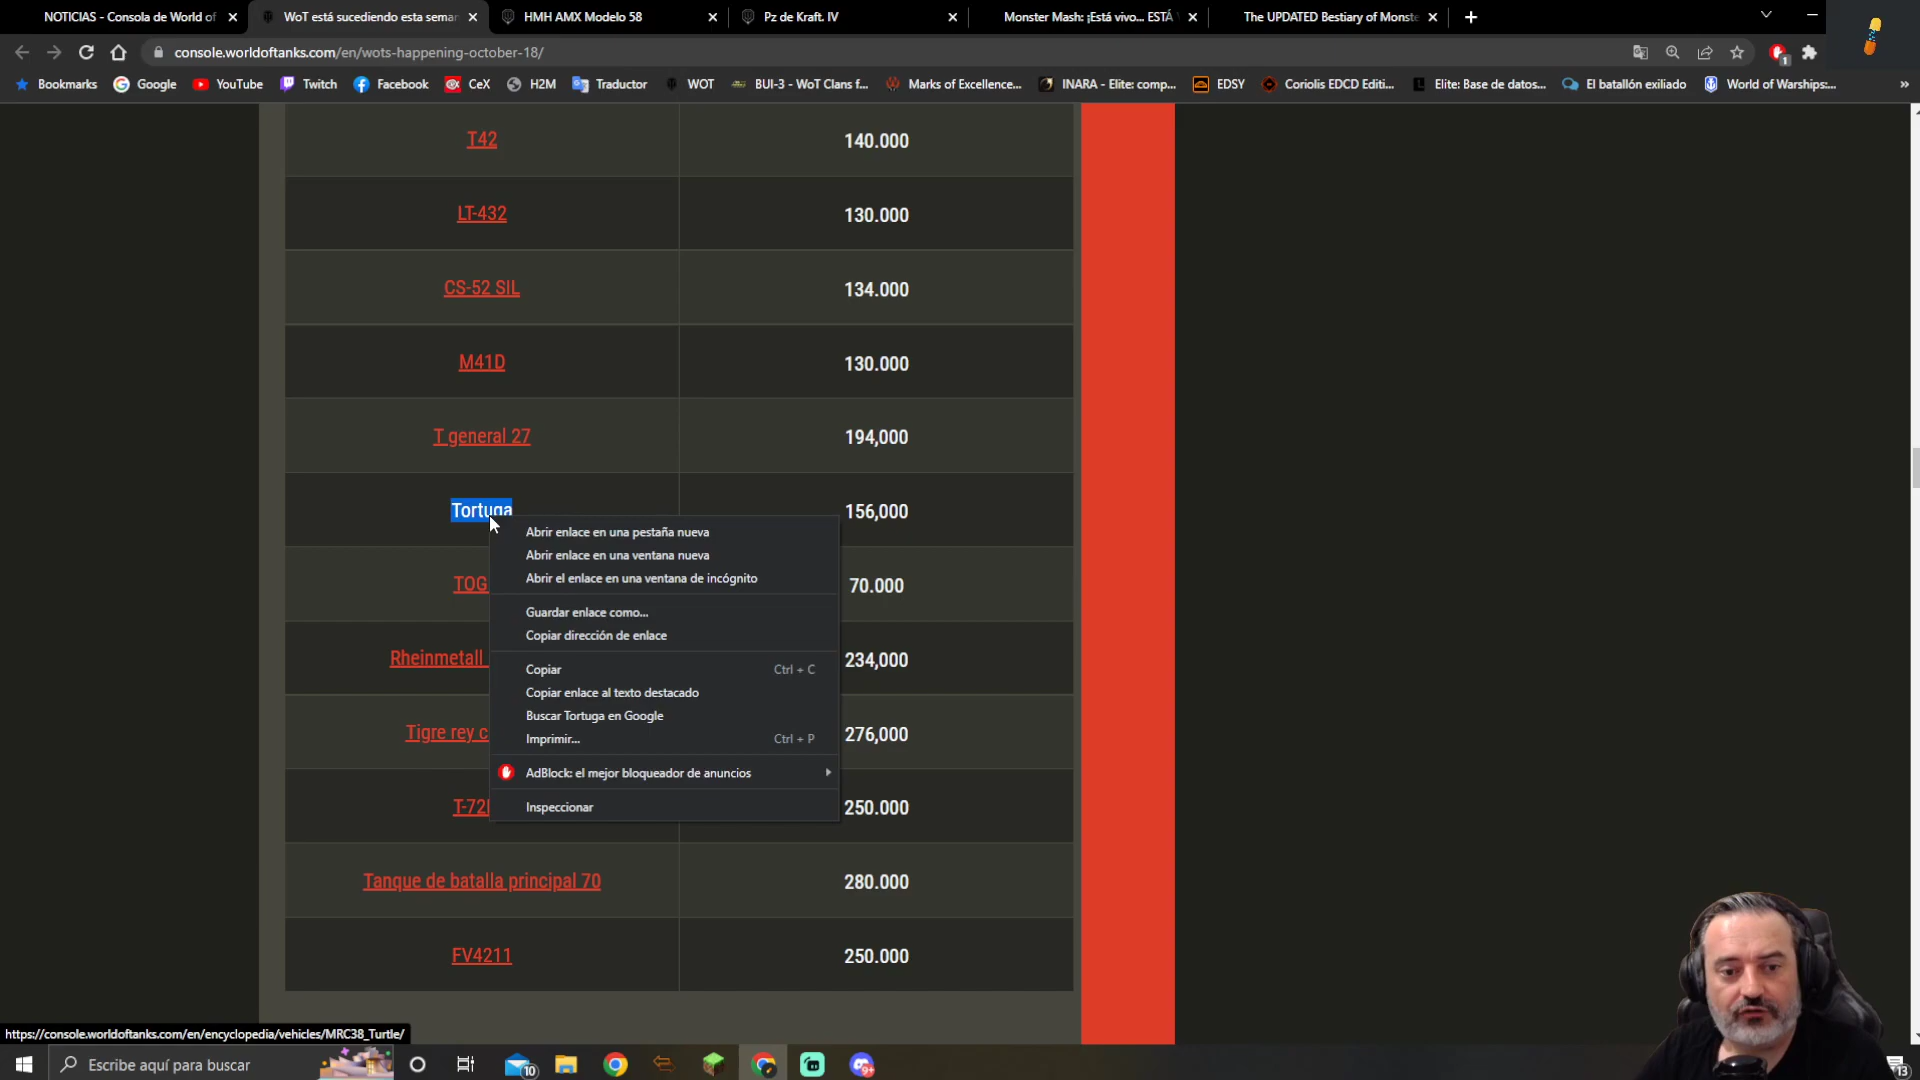 NOTICIAS - Consola de World of
WoT está sucediendo esta semar
HMH AMX Modelo 58
Pz de Kraft. IV
Monster Mash: ¡Está vivo... ESTÁ
The UPDATED Bestiary of Monste
console.worldoftanks.com/en/wots-happening-october-18/
1
Bookmarks
Google
YouTube
Twitch
Facebook
CeX
H2M
Traductor
WOT
BUI-3 - WoT Clans f...
Marks of Excellence...
INARA - Elite: comp...
EDSY
Coriolis EDCD Editi...
Elite: Base de datos...
El batallón exiliado
World of Warships:...
»
T42
140.000
LT-432
130.000
CS-52 SIL
134.000
M41D
130.000
T general 27
194,000
Tortuga
156,000
TOG
70.000
Rheinmetall
234,000
Tigre rey c
276,000
T-72
250.000
Tanque de batalla principal 70
280.000
FV4211
250.000
Abrir enlace en una pestaña nueva
Abrir enlace en una ventana nueva
Abrir el enlace en una ventana de incógnito
Guardar enlace como...
Copiar dirección de enlace
Copiar Ctrl + C
Copiar enlace al texto destacado
Buscar Tortuga en Google
Imprimir... Ctrl + P
AdBlock: el mejor bloqueador de anuncios
Inspeccionar
https://console.worldoftanks.com/en/encyclopedia/vehicles/MRC38_Turtle/
Escribe aquí para buscar
10
9+
13